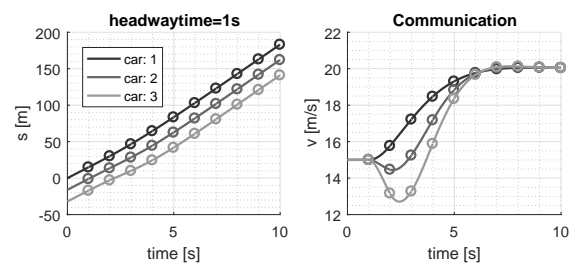 headwaytime=1s
Communication
200
150
100
50
0
-50
s [m]
car: 1
car: 2
car: 3
0
5
10
time [s]
22
20
18
16
14
12
v [m/s]
0
5
10
time [s]